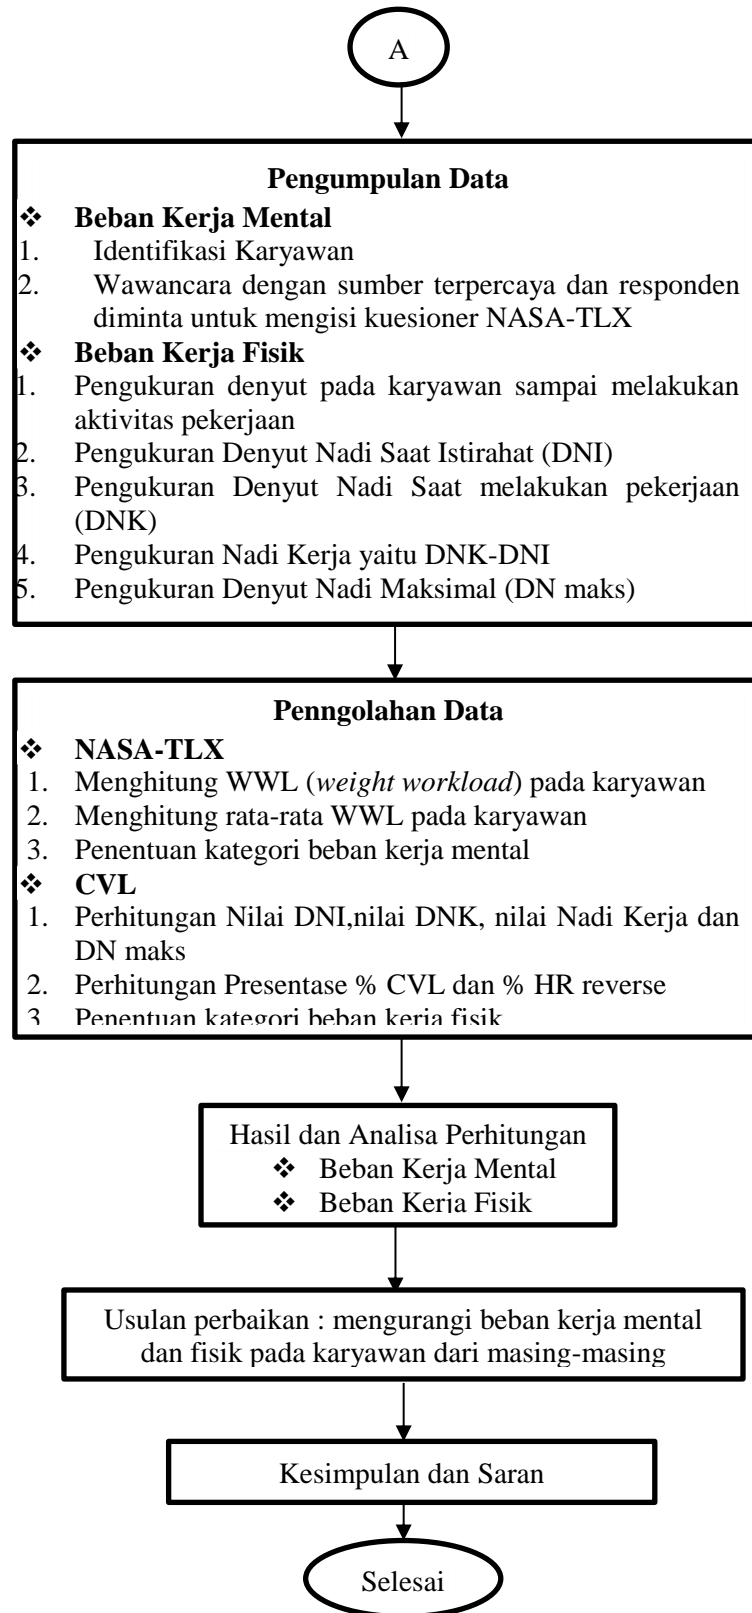 A
Pengumpulan Data
❖ Beban Kerja Mental
1. Identifikasi Karyawan
2. Wawancara dengan sumber terpercaya dan responden
diminta untuk mengisi kuesioner NASA-TLX
❖ Beban Kerja Fisik
1. Pengukuran denyut pada karyawan sampai melakukan
aktivitas pekerjaan
2. Pengukuran Denyut Nadi Saat Istirahat (DNI)
3. Pengukuran Denyut Nadi Saat melakukan pekerjaan
(DNK)
4. Pengukuran Nadi Kerja yaitu DNK-DNI
5. Pengukuran Denyut Nadi Maksimal (DN maks)
Penngolahan Data
❖ NASA-TLX
1. Menghitung WWL (weight workload) pada karyawan
2. Menghitung rata-rata WWL pada karyawan
3. Penentuan kategori beban kerja mental
❖ CVL
1. Perhitungan Nilai DNI,nilai DNK, nilai Nadi Kerja dan
DN maks
2. Perhitungan Presentase % CVL dan % HR reverse
3. Penentuan kategori beban kerja fisik
Hasil dan Analisa Perhitungan
❖ Beban Kerja Mental
❖ Beban Kerja Fisik
Usulan perbaikan : mengurangi beban kerja mental
dan fisik pada karyawan dari masing-masing
Kesimpulan dan Saran
Selesai